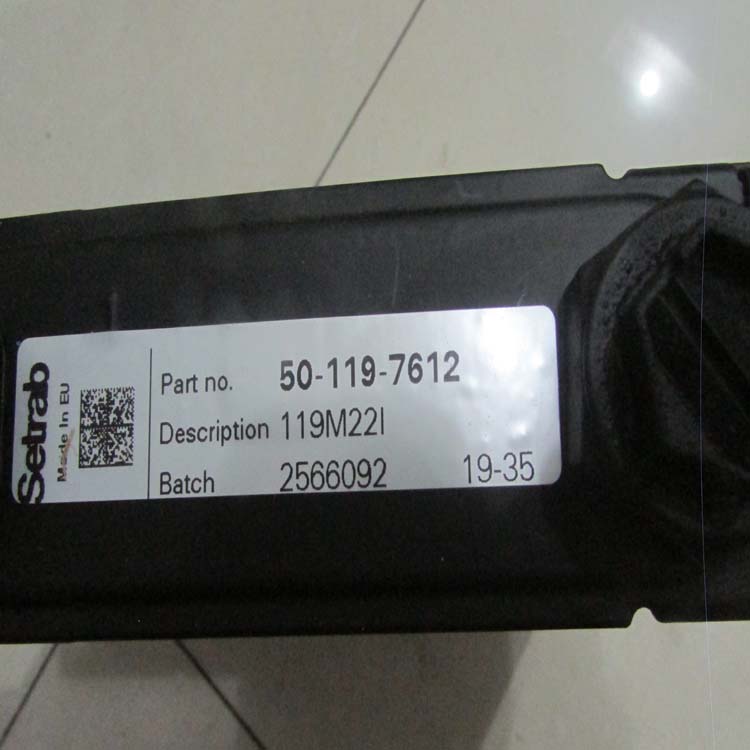 Setrab
Made In EU
Part no. 50-119-7612
Description 119M22I
Batch 2566092 19-35